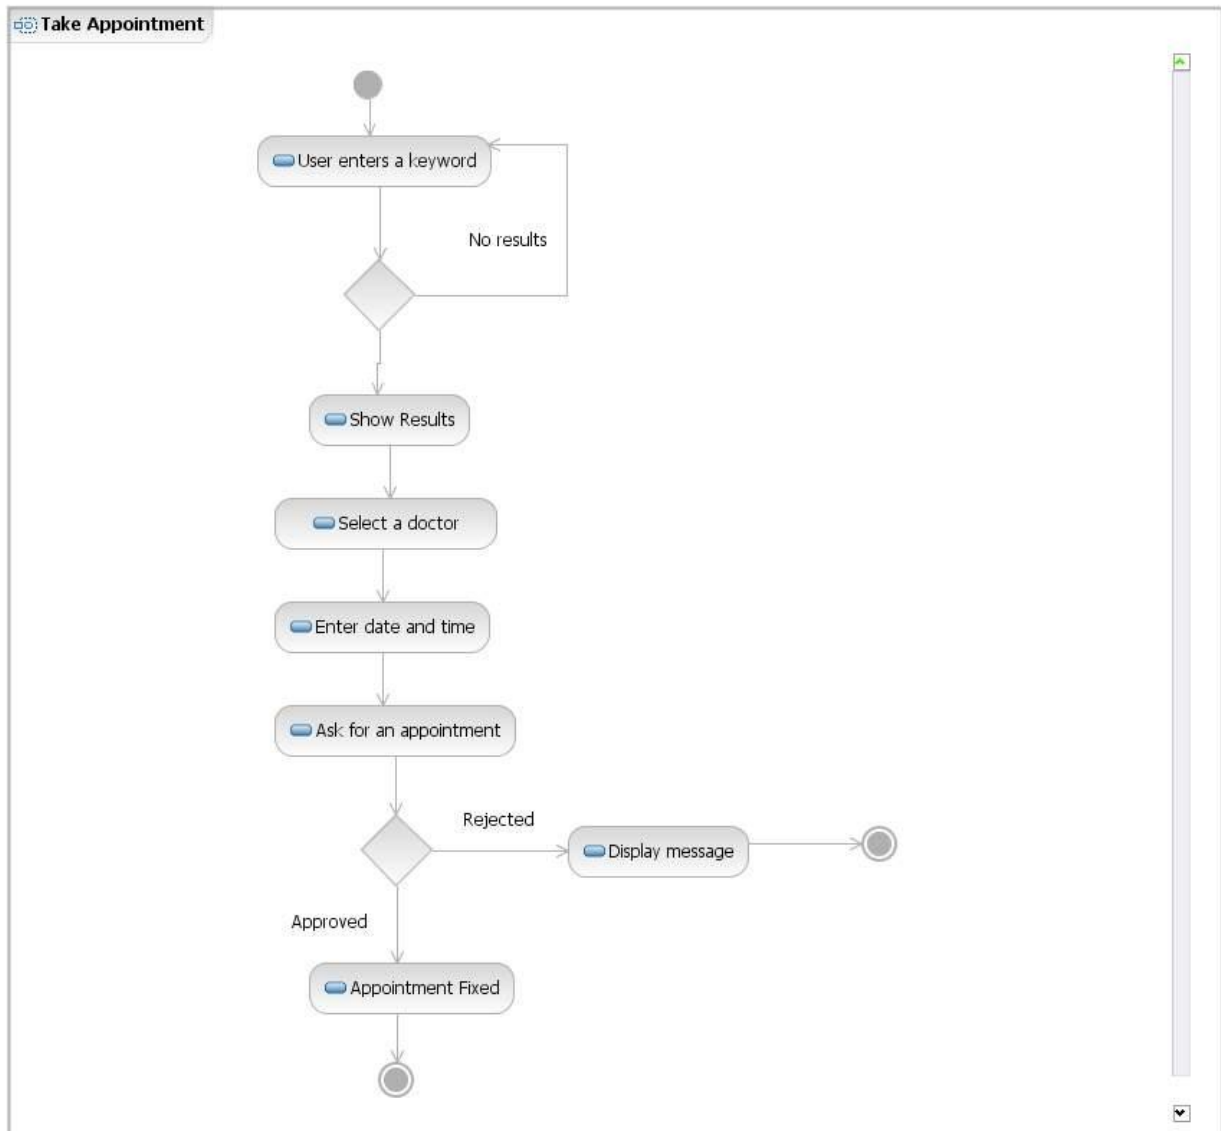 Take Appointment
User enters a keyword
No results
Show Results
Select a doctor
Enter date and time
Ask for an appointment
Rejected
Display message
Approved
Appointment Fixed